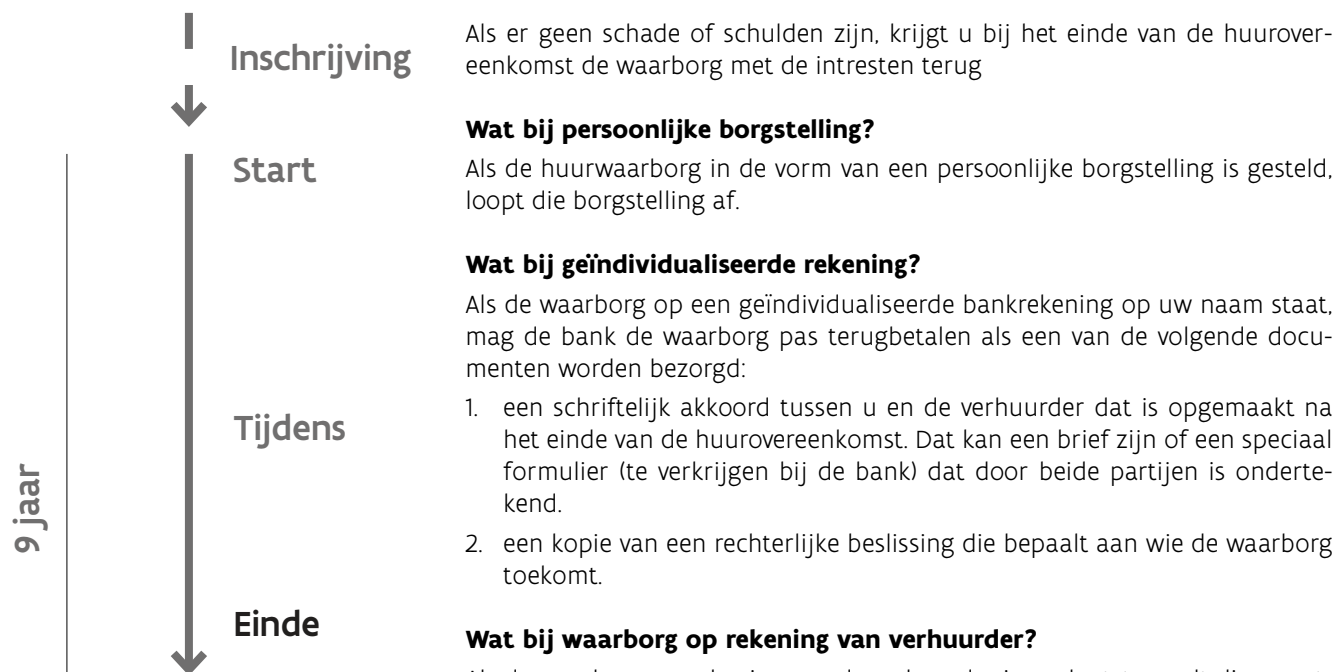 Inschrijving
Start
Tijdens
9 jaar
Einde
Als er geen schade of schulden zijn, krijgt u bij het einde van de huurover-
eenkomst de waarborg met de intresten terug
Wat bij persoonlijke borgstelling?
Als de huurwaarborg in de vorm van een persoonlijke borgstelling is gesteld,
loopt die borgstelling af.
Wat bij geïndividualiseerde rekening?
Als de waarborg op een geïndividualiseerde bankrekening op uw naam staat,
mag de bank de waarborg pas terugbetalen als een van de volgende docu-
menten worden bezorgd:
1. een schriftelijk akkoord tussen u en de verhuurder dat is opgemaakt na
het einde van de huurovereenkomst. Dat kan een brief zijn of een speciaal
formulier (te verkrijgen bij de bank) dat door beide partijen is onderte-
kend.
2. een kopie van een rechterlijke beslissing die bepaalt aan wie de waarborg
toekomt.
Wat bij waarborg op rekening van verhuurder?